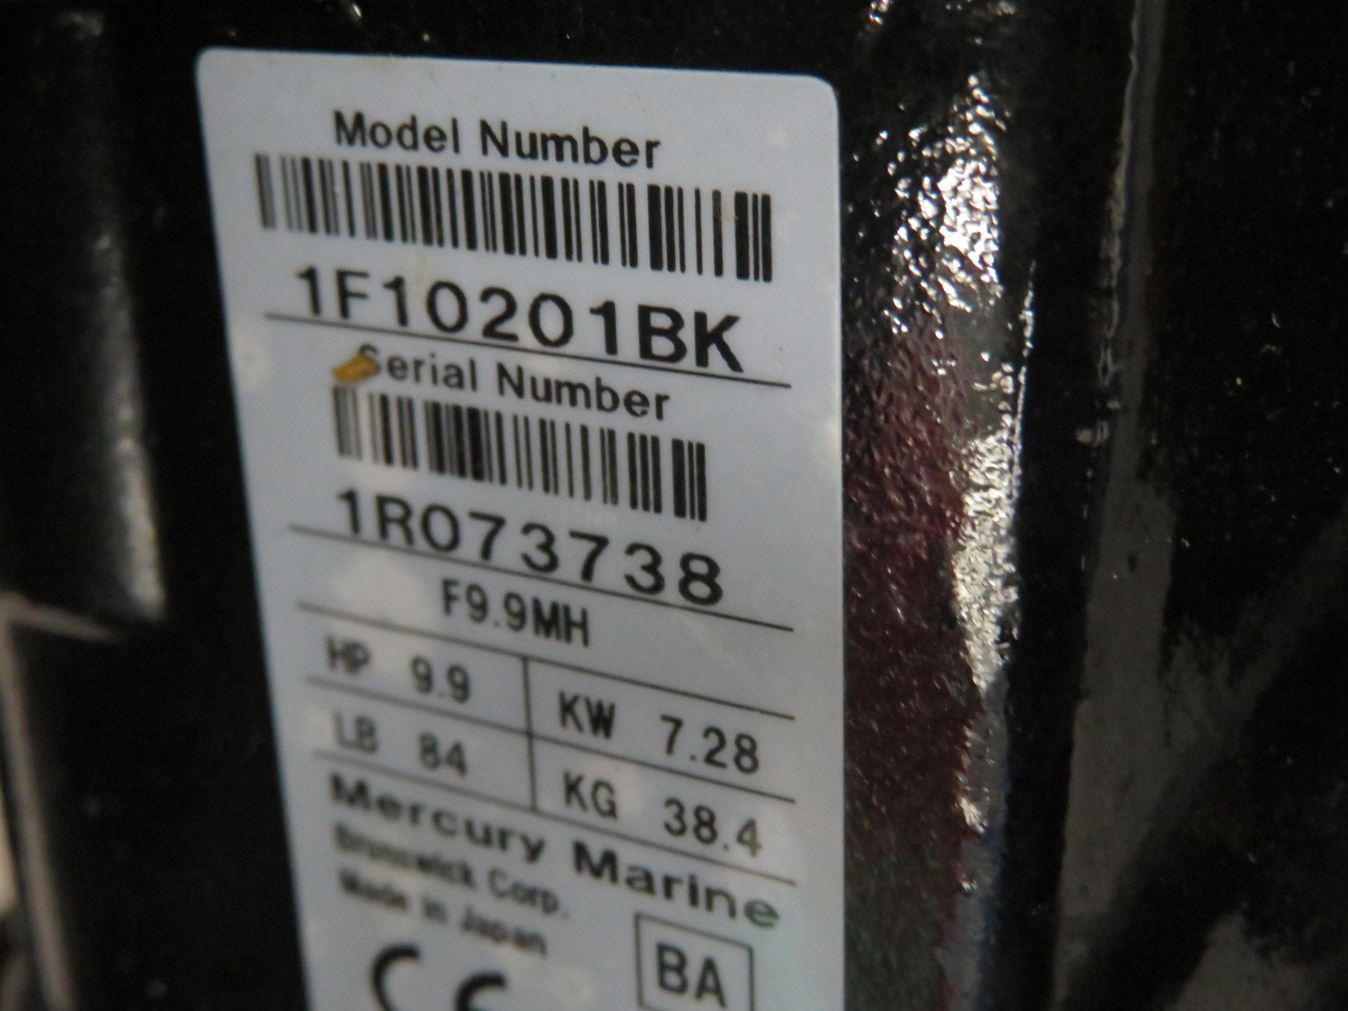 Model Number
1F10201BK
Serial Number
1R073738
F9.9MH
HP 9.9 KW 7.28
LB 84 KG 38.4
Mercury Marine
Brunswick Corp.
Made in Japan
CE BA